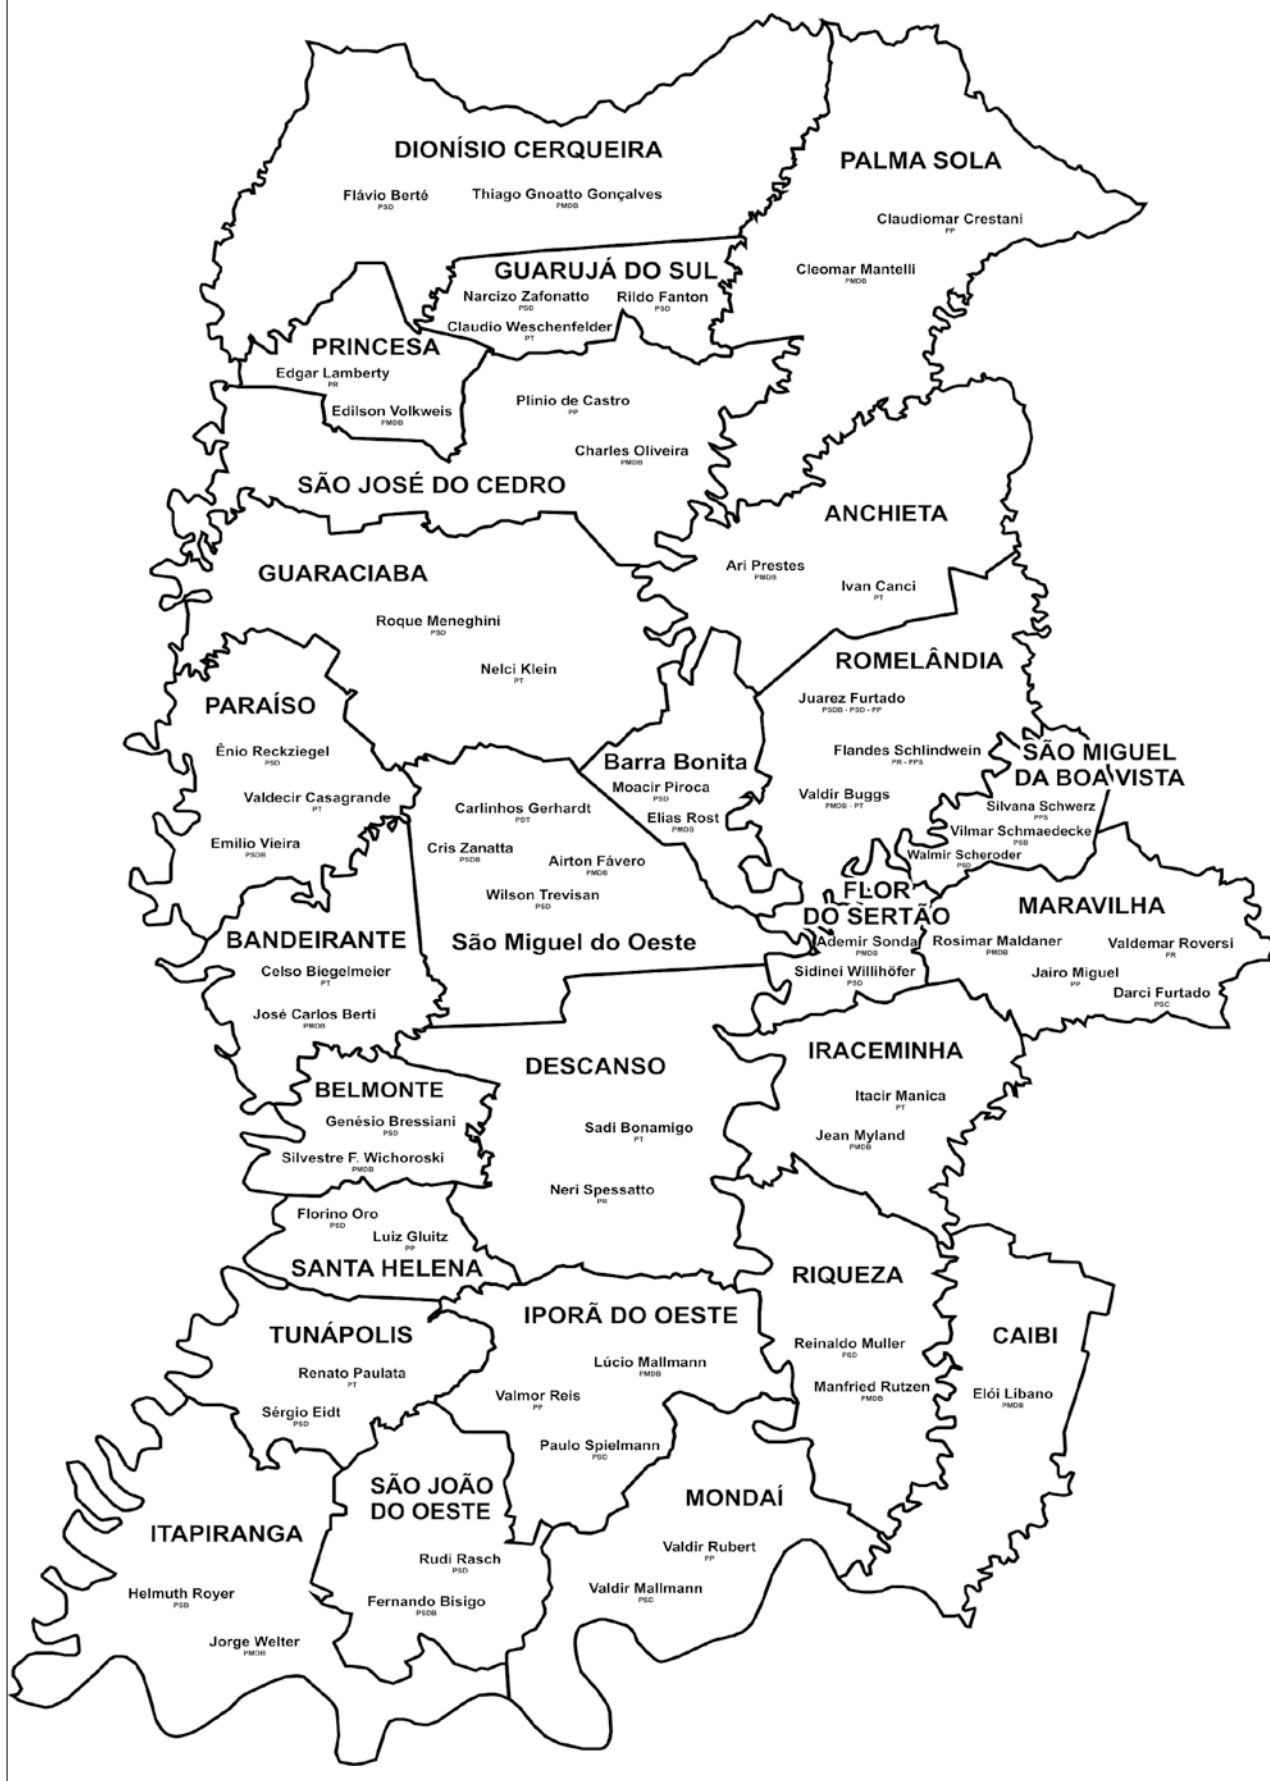 DIONÍSIO CERQUEIRA
Flávio Berté
PSD
Thiago Gnoatto Gonçalves
PMDB
PALMA SOLA
Claudiomar Crestani
PP
Cleomar Mantelli
PMDB
GUARUJÁ DO SUL
Narcizo Zafonatto
PSB
Rildo Fanton
PSD
Claudio Weschenfelder
PT
PRINCESA
Edgar Lamberty
PR
Edilson Volkweis
PMDB
Plínio de Castro
PP
Charles Oliveira
PMDB
SÃO JOSÉ DO CEDRO
ANCHIETA
Ari Prestes
PMDB
Ivan Canci
PT
GUARACIABA
Roque Meneghini
PSD
Nelci Klein
PT
ROMELÂNDIA
Juarez Furtado
PSDB - PSD - PP
Flandes Schlindwein
PR - PPS
Valdir Buggs
PMDB - PT
PARAÍSO
Ênio Reckziegel
PSD
Valdecir Casagrande
PT
Emílio Vieira
PSDB
Barra Bonita
Moacir Piroca
PSD
Elias Rost
PMDB
SÃO MIGUEL
DA BOA VISTA
Silvana Schwerz
PPS
Vilmar Schmaedecke
PSB
Walmir Scheroder
PSD
Carlinhos Gerhardt
PDT
Cris Zanatta
PSDB
Airton Fávero
PMDB
Wilson Trevisan
PSD
São Miguel do Oeste
FLOR
DO SERTÃO
Ademir Sonda
PMDB
Sidinei Willihöfer
PSD
MARAVILHA
Rosimar Maldaner
PMDB
Valdemar Roversi
PR
Jairo Miguel
PP
Darci Furtado
PSC
BANDEIRANTE
Celso Biegelmeier
PT
José Carlos Berti
PMDB
DESCANSO
Sadi Bonamigo
PT
Neri Spessatto
PR
IRACEMINHA
Itacir Manica
PT
Jean Myland
PMDB
BELMONTE
Genésio Bressiani
PSD
Silvestre F. Wichoroski
PMDB
Florino Oro
PSD
Luiz Gluitz
PP
SANTA HELENA
RIQUEZA
Reinaldo Muller
PSD
Manfried Rutzen
PMDB
CAIBI
Elói Líbano
PMDB
TUNÁPOLIS
Renato Paulata
PT
Sérgio Eidt
PSD
IPORÃ DO OESTE
Lúcio Mallmann
PMDB
Valmor Reis
PP
Paulo Spielmann
PSD
MONDAÍ
Valdir Rubert
PP
Valdir Mallmann
PSD
SÃO JOÃO
DO OESTE
Rudi Rasch
PSD
Fernando Bisigo
PSDB
ITAPIRANGA
Helmuth Royer
PSB
Jorge Welter
PMDB